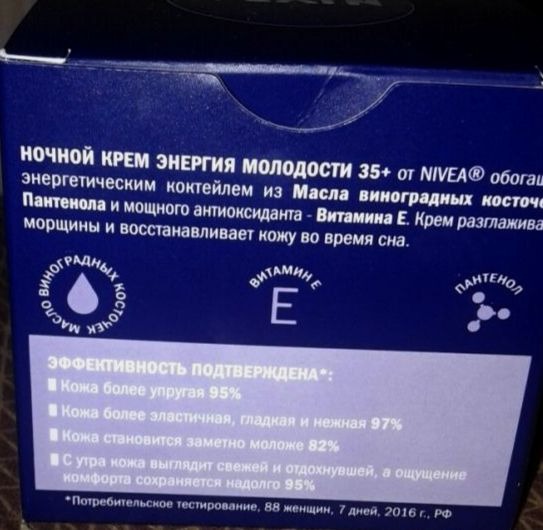 НОЧНОЙ КРЕМ ЭНЕРГИЯ МОЛОДОСТИ 35+ от NIVEA® обогащ
энергетическим коктейлем из Масла виноградных косточе
Пантенола и мощного антиоксиданта - Витамина Е. Крем разглажива
морщины и восстанавливает кожу во время сна.
МАСЛО ВИНОГРАДНЫХ КОСТОЧЕК
ВИТАМИН Е
E
ПАНТЕНОЛ
ЭФФЕКТИВНОСТЬ ПОДТВЕРЖДЕНА*:
Кожа более упругая 95%
Кожа более эластичная, гладкая и нежная 97%
Кожа становится заметно моложе 82%
С утра кожа выглядит свежей и отдохнувшей, а ощущение
комфорта сохраняется надолго 95%
*Потребительское тестирование, 88 женщин, 7 дней, 2016 г., РФ